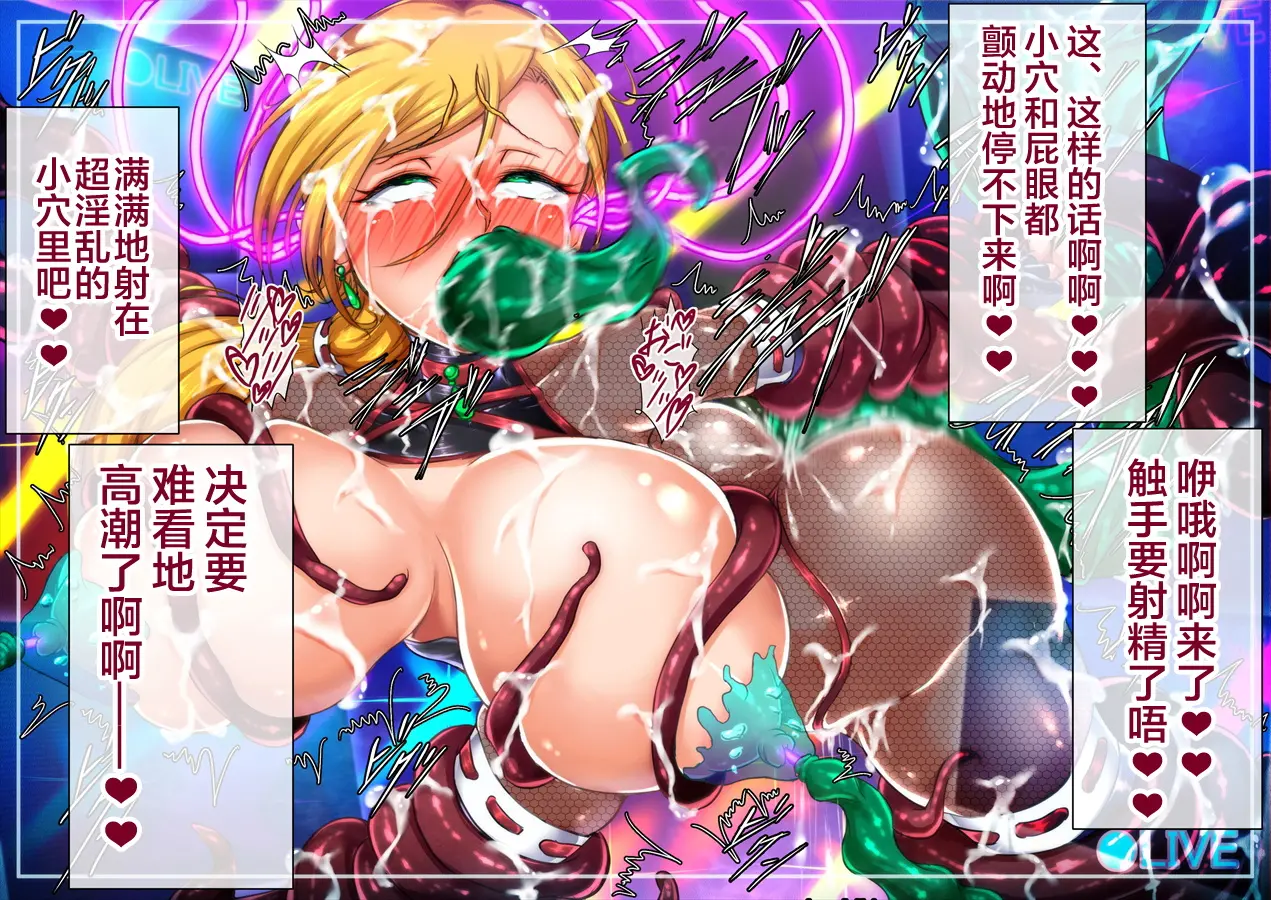 这、这样的话啊啊♥♥♥
小穴和屁眼都
颤动地停不下来啊♥♥
咿哦啊啊来了♥♥
触手要射精了唔♥♥
满满地射在
超淫乱的
小穴里吧♥♥
决定要
难看地
高潮了啊啊——♥♥
LIVE
LIVE